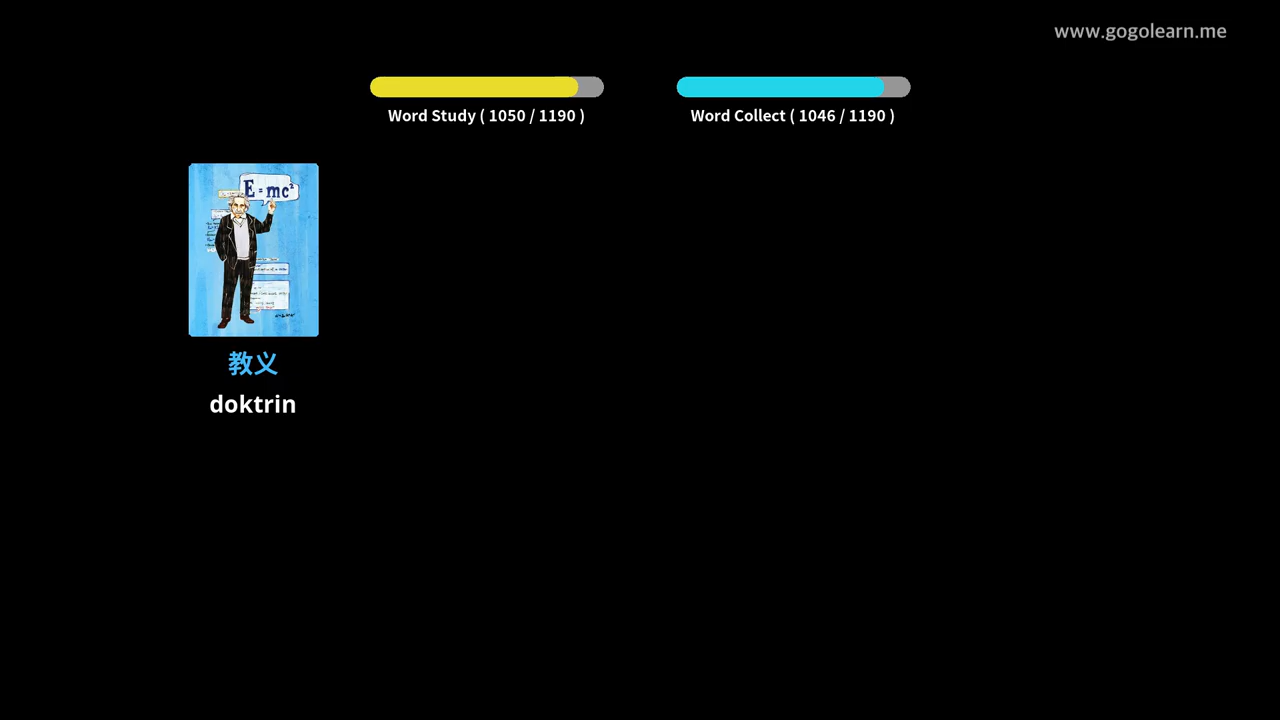 www.gogolearn.me
Word Study ( 1050 / 1190 )
Word Collect ( 1046 / 1190 )
E = mc²
教义
doktrin